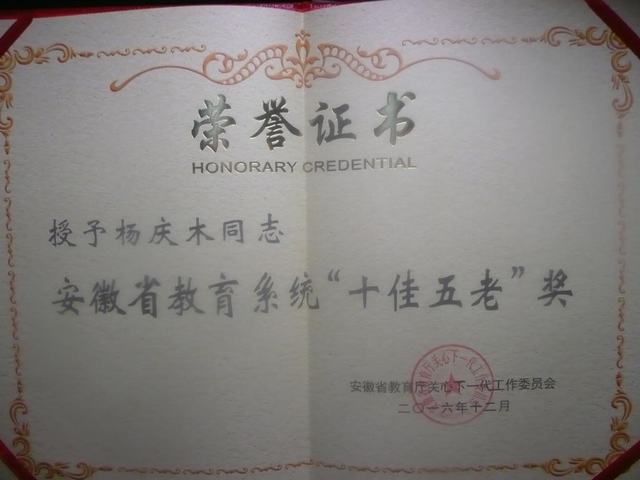 荣誉证书
HONORARY CREDENTIAL
授予杨庆木同志
安徽省教育系统“十佳五老”奖
安徽省教育厅关心下一代工作委员会
二〇一六年十二月